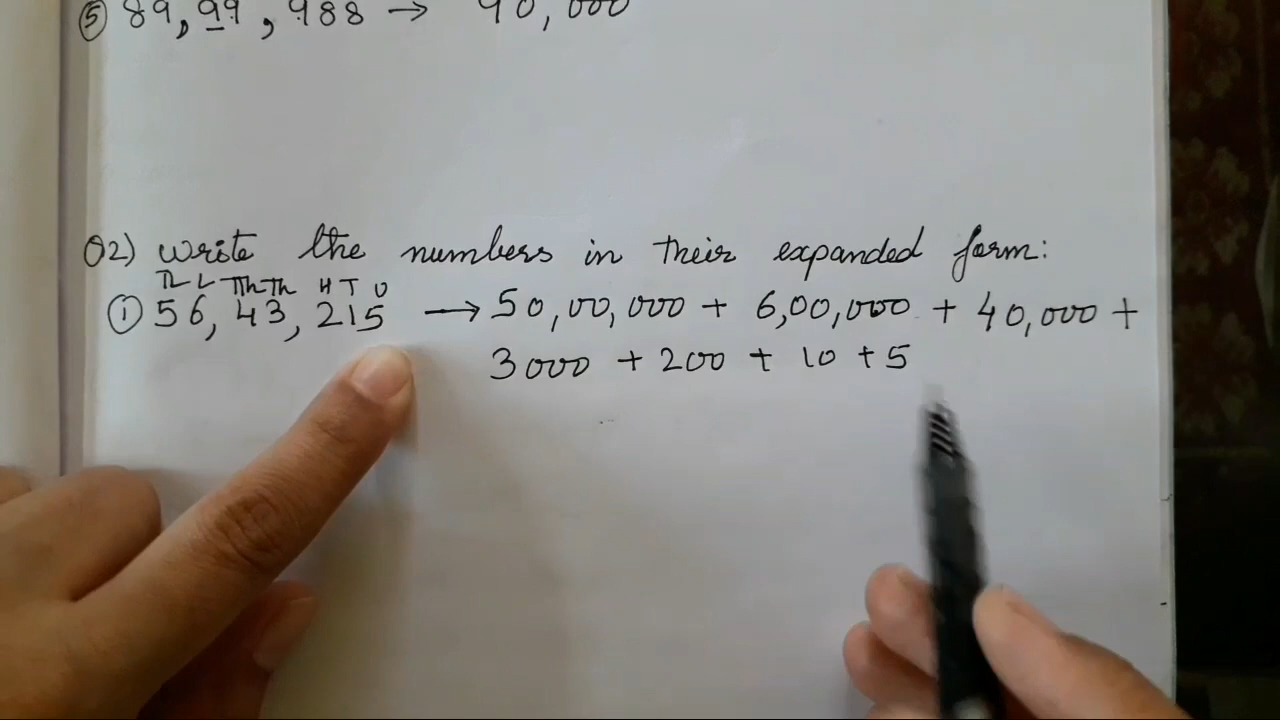 ⑤ 89,99,988 → 90,000
Q2) Write the numbers in their expanded form:
TL L TTh Th H T U
① 56,43,215 → 50,00,000 + 6,00,000 + 40,000 +
3000 + 200 + 10 + 5